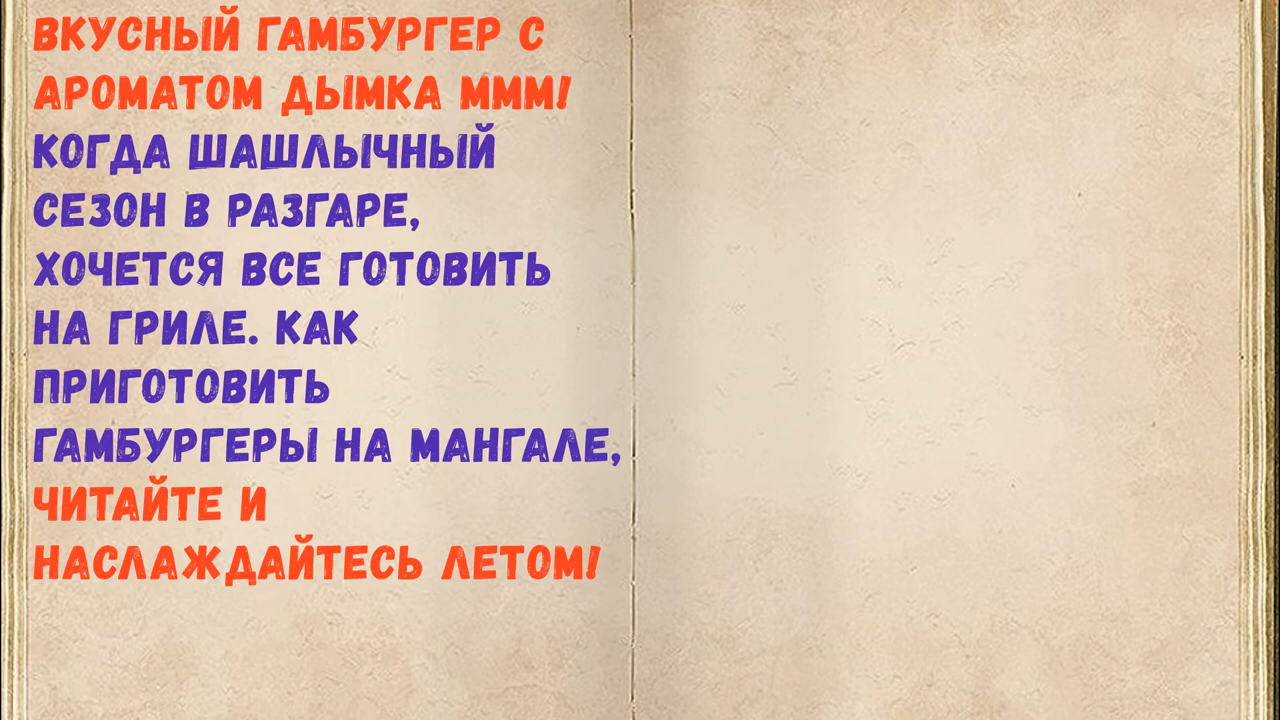 ВКУСНЫЙ ГАМБУРГЕР С
АРОМАТОМ ДЫМКА МММ!
КОГДА ШАШЛЫЧНЫЙ
СЕЗОН В РАЗГАРЕ,
ХОЧЕТСЯ ВСЕ ГОТОВИТЬ
НА ГРИЛЕ. КАК
ПРИГОТОВИТЬ
ГАМБУРГЕРЫ НА МАНГАЛЕ,
ЧИТАЙТЕ И
НАСЛАЖДАЙТЕСЬ ЛЕТОМ!